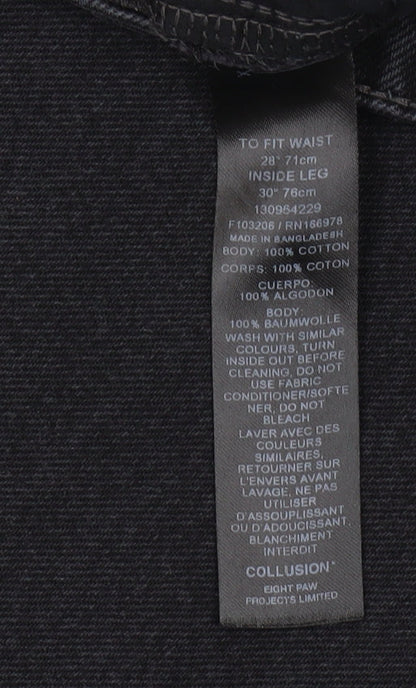 TO FIT WAIST
28" 71cm
INSIDE LEG
30" 76cm
130964229
F103206 / RN166978
MADE IN BANGLADESH
BODY: 100% COTTON
CORPS: 100% COTON
CUERPO:
100% ALGODON
BODY:
100% BAUMWOLLE
WASH WITH SIMILAR
COLOURS, TURN
INSIDE OUT BEFORE
CLEANING, DO NOT
USE FABRIC
CONDITIONER/SOFTE
NER, DO NOT
BLEACH
LAVER AVEC DES
COULEURS
SIMILAIRES,
RETOURNER SUR
L'ENVERS AVANT
LAVAGE, NE PAS
UTILISER
D'ASSOUPLISSANT
OU D'ADOUCISSANT,
BLANCHIMENT
INTERDIT
COLLUSION
EIGHT PAW
PROJECTS LIMITED